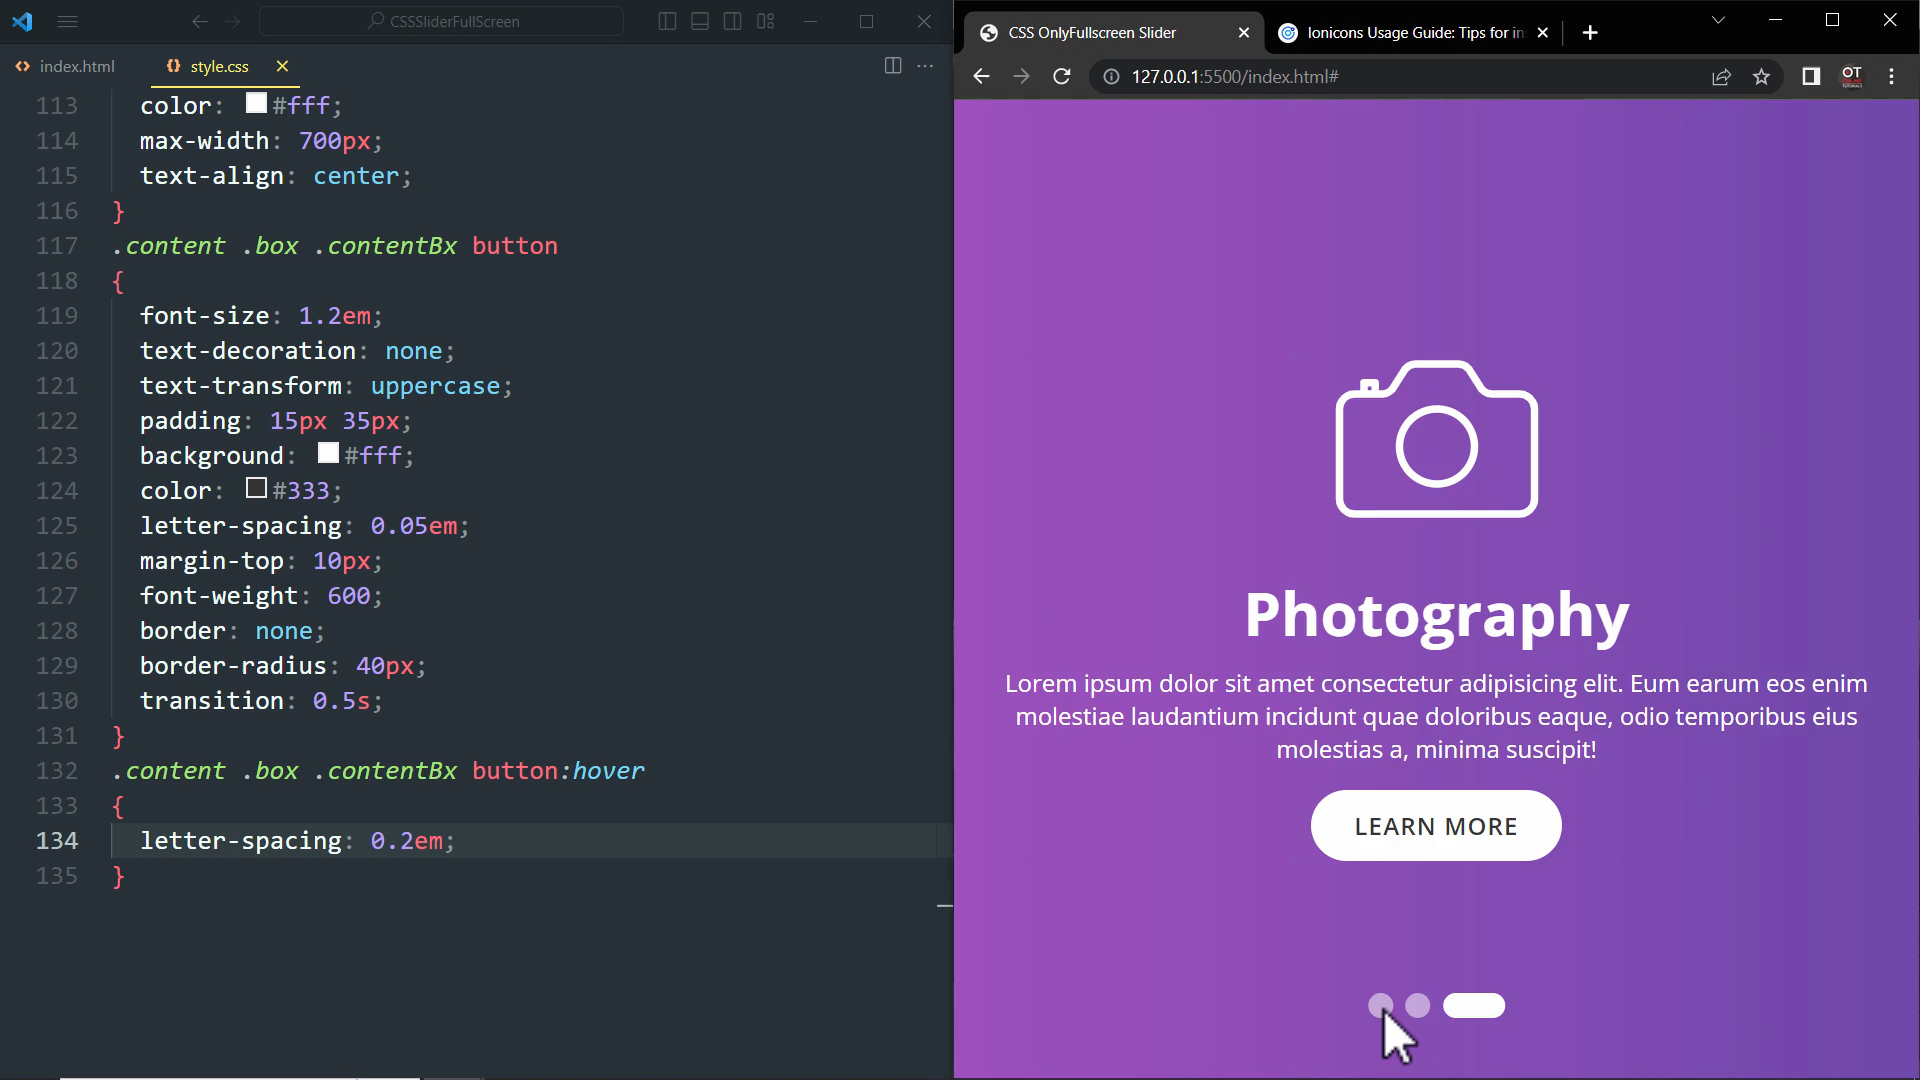 CSSSliderFullScreen
index.html
style.css
113 color: #fff;
114 max-width: 700px;
115 text-align: center;
116 }
117 .content .box .contentBx button
118 {
119 font-size: 1.2em;
120 text-decoration: none;
121 text-transform: uppercase;
122 padding: 15px 35px;
123 background: #fff;
124 color: #333;
125 letter-spacing: 0.05em;
126 margin-top: 10px;
127 font-weight: 600;
128 border: none;
129 border-radius: 40px;
130 transition: 0.5s;
131 }
132 .content .box .contentBx button:hover
133 {
134 letter-spacing: 0.2em;
135 }
CSS OnlyFullscreen Slider
Ionicons Usage Guide: Tips for in
127.0.0.1:5500/index.html#
OT
Photography
Lorem ipsum dolor sit amet consectetur adipisicing elit. Eum earum eos enim
molestiae laudantium incidunt quae doloribus eaque, odio temporibus eius
molestias a, minima suscipit!
LEARN MORE